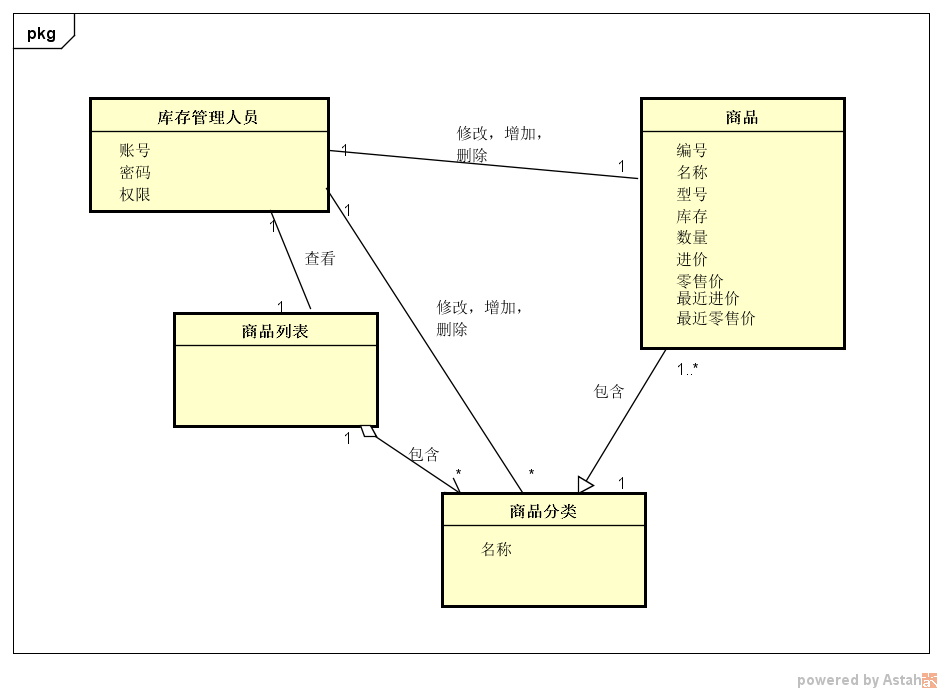 pkg
库存管理人员
账号
密码
权限
商品
编号
名称
型号
库存
数量
进价
零售价
最近进价
最近零售价
修改，增加，
删除
1
1
1
1
查看
1
商品列表
修改，增加，
删除
1..*
包含
1
包含
*
*
1
商品分类
名称
powered by Astah